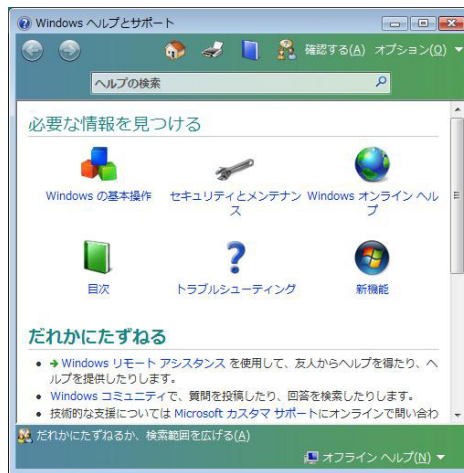 Windows ヘルプとサポート
確認する(A) オプション(O)
ヘルプの検索
必要な情報を見つける
Windows の基本操作
セキュリティとメンテナン
ス
Windows オンライン ヘル
プ
目次
トラブルシューティング
新機能
だれかにたずねる
Windows リモート アシスタンス を使用して、友人からヘルプを得たり、ヘ
ルプを提供したりします。
Windows コミュニティで、質問を投稿したり、回答を検索したりします。
技術的な支援については Microsoft カスタマ サポートにオンラインで問い合わ
だれかにたずねるか、検索範囲を広げる(A)
オフライン ヘルプ(N)